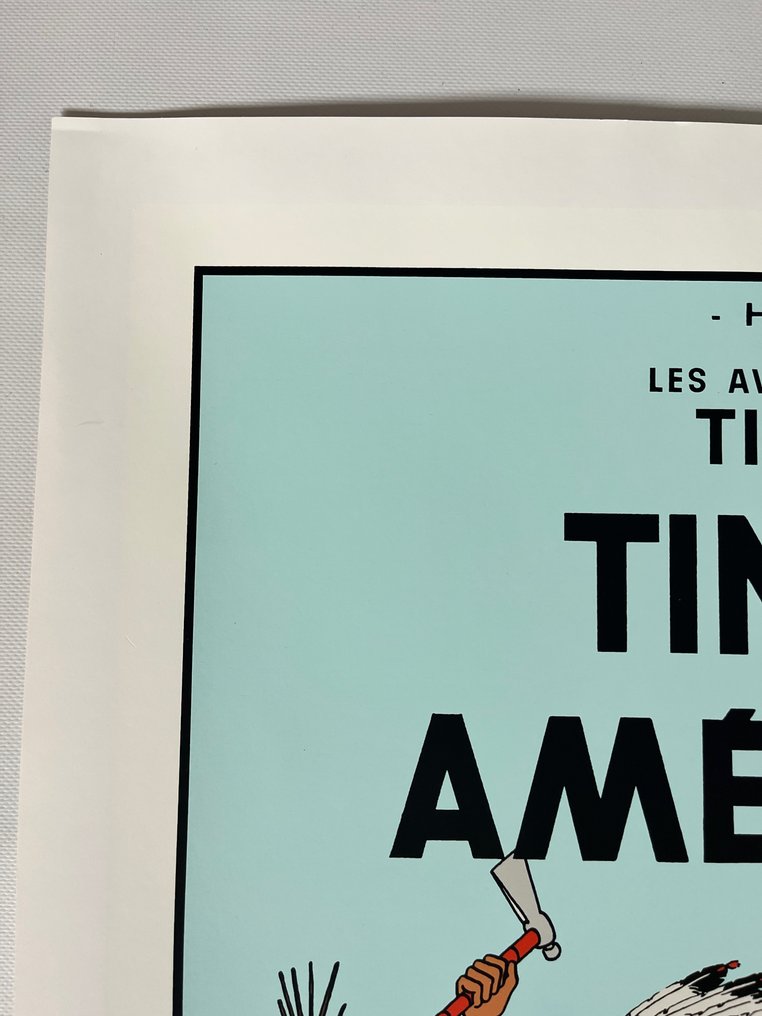 - H
LES AV
TI
TIN
AMÉ